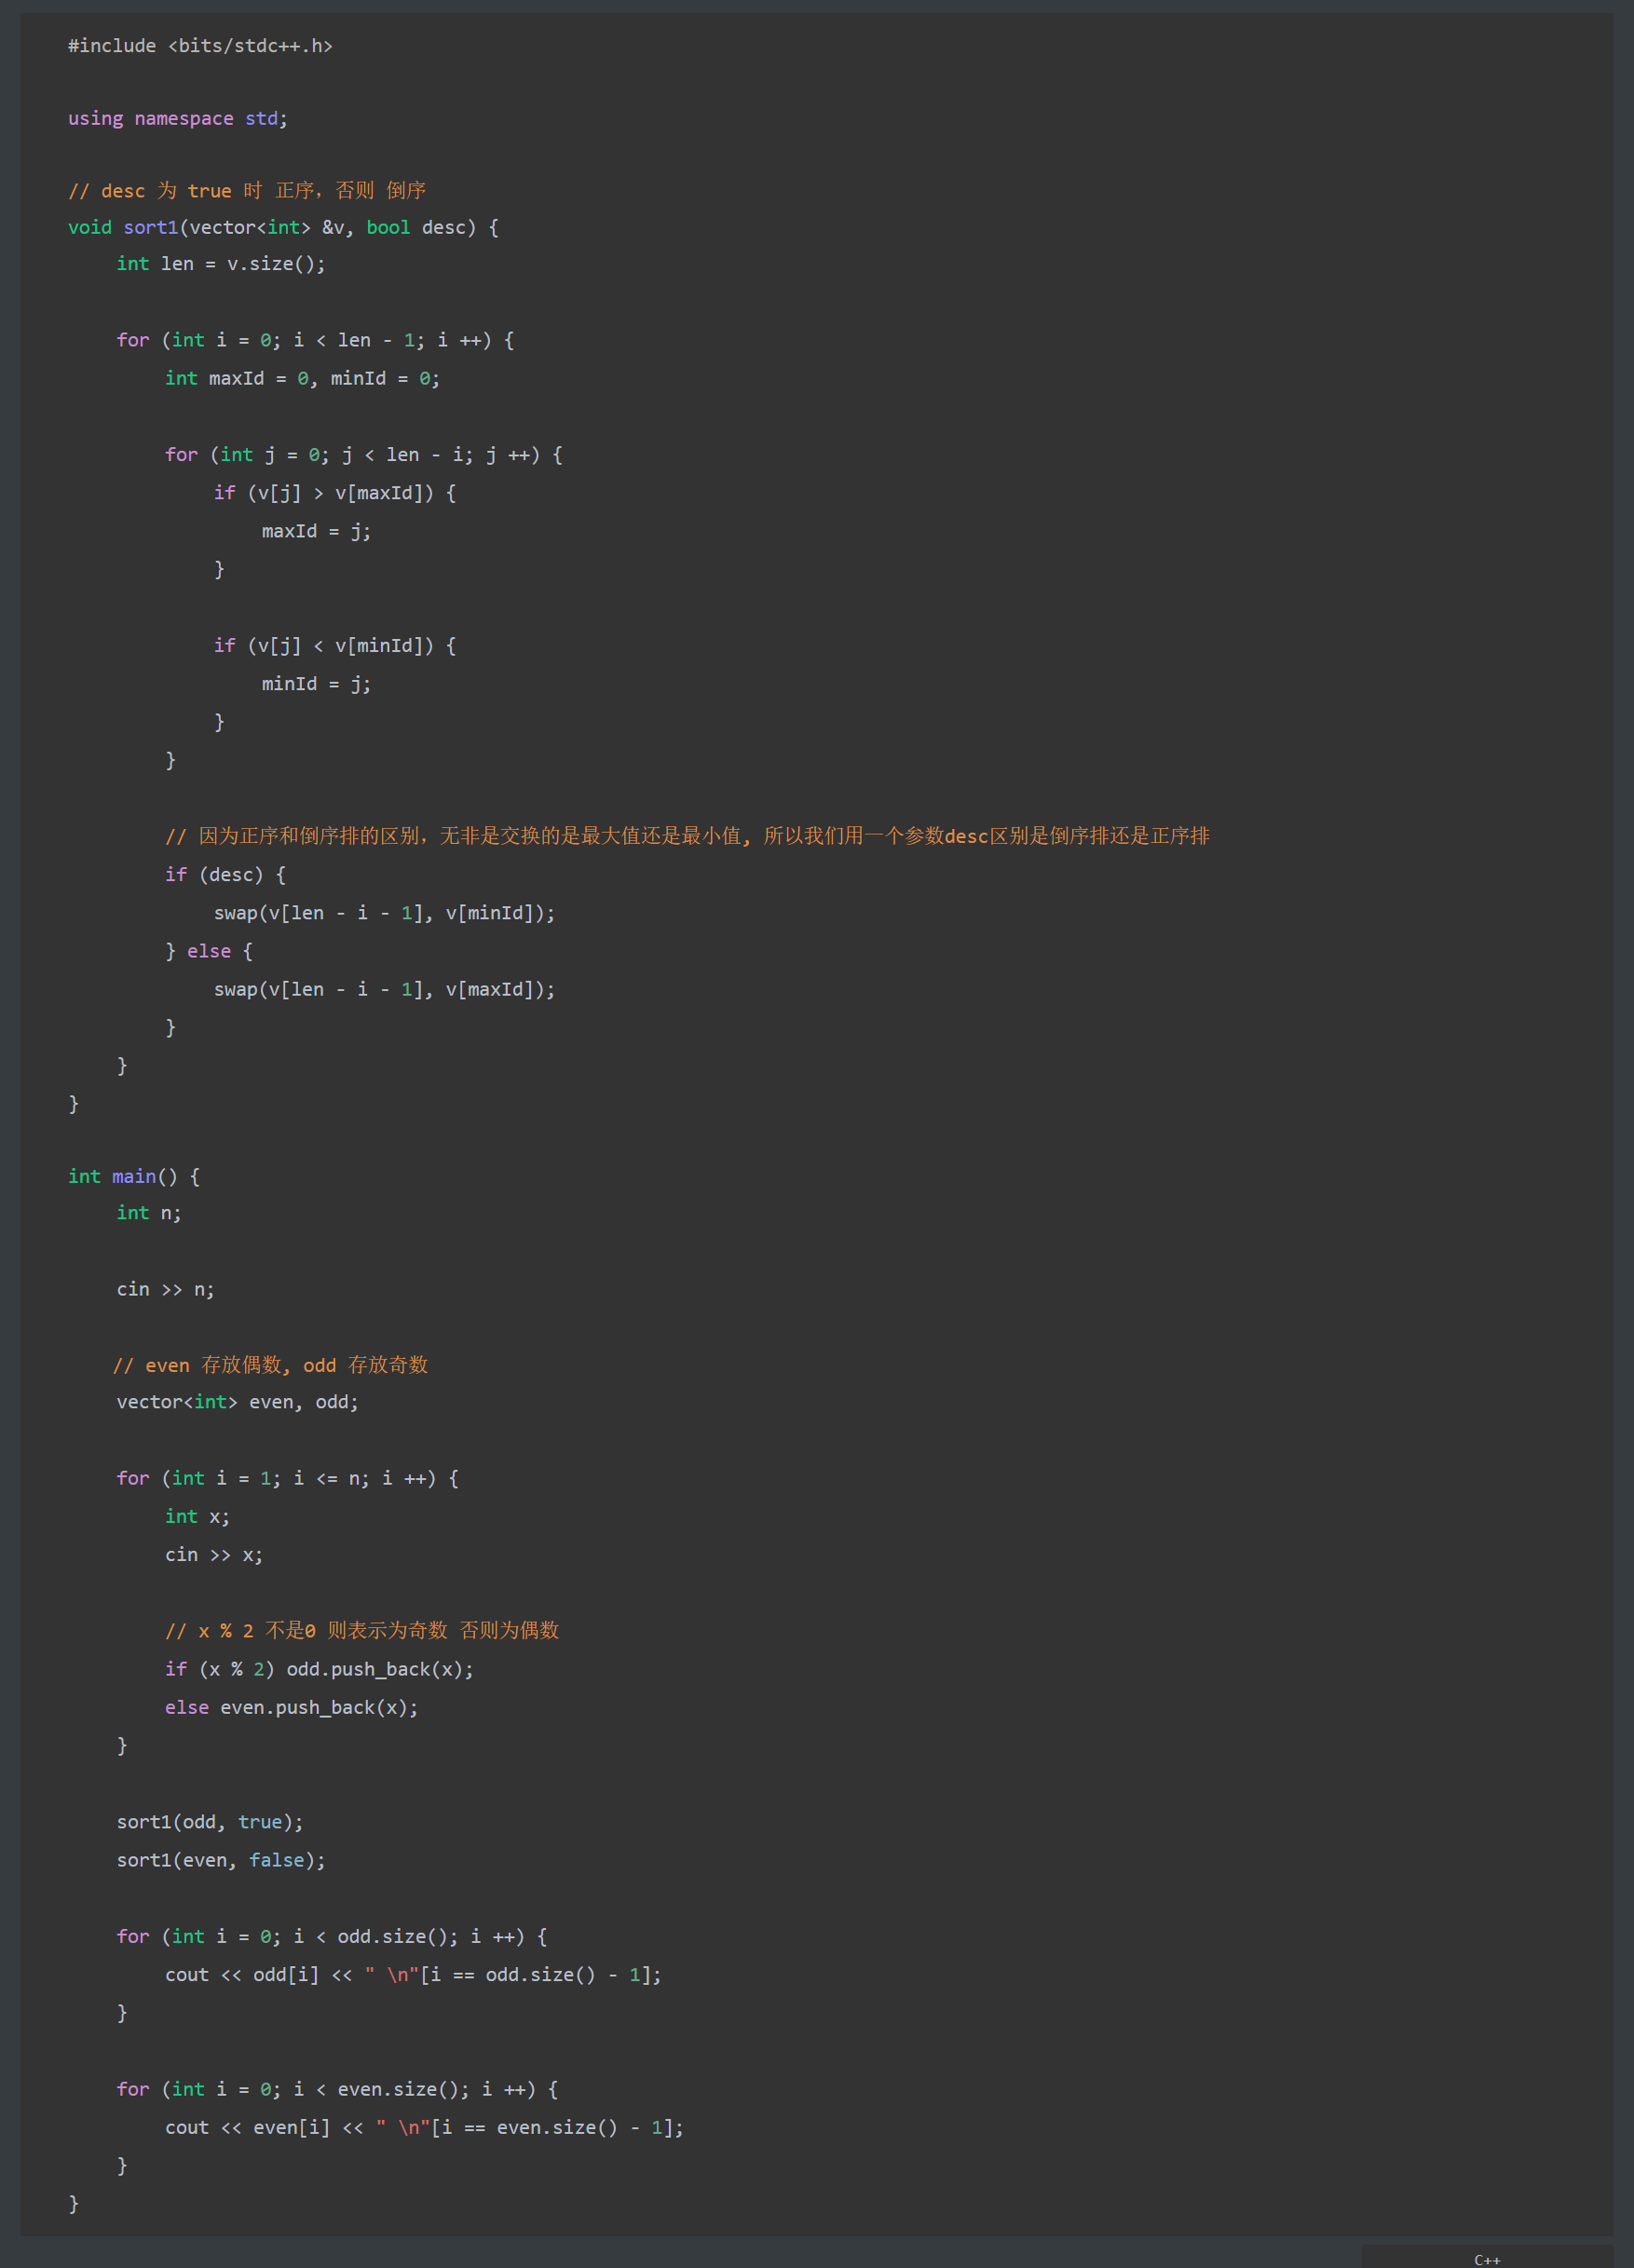 #include <bits/stdc++.h>
using namespace std;
// desc 为 true 时 正序，否则 倒序
void sort1(vector<int> &v, bool desc) {
    int len = v.size();
    for (int i = 0; i < len - 1; i ++) {
        int maxId = 0, minId = 0;
        for (int j = 0; j < len - i; j ++) {
            if (v[j] > v[maxId]) {
                maxId = j;
            }
            if (v[j] < v[minId]) {
                minId = j;
            }
        }
        // 因为正序和倒序排的区别，无非是交换的是最大值还是最小值, 所以我们用一个参数desc区别是倒序排还是正序排
        if (desc) {
            swap(v[len - i - 1], v[minId]);
        } else {
            swap(v[len - i - 1], v[maxId]);
        }
    }
}
int main() {
    int n;
    cin >> n;
    // even 存放偶数, odd 存放奇数
    vector<int> even, odd;
    for (int i = 1; i <= n; i ++) {
        int x;
        cin >> x;
        // x % 2 不是0 则表示为奇数 否则为偶数
        if (x % 2) odd.push_back(x);
        else even.push_back(x);
    }
    sort1(odd, true);
    sort1(even, false);
    for (int i = 0; i < odd.size(); i ++) {
        cout << odd[i] << " \n"[i == odd.size() - 1];
    }
    for (int i = 0; i < even.size(); i ++) {
        cout << even[i] << " \n"[i == even.size() - 1];
    }
}
C++